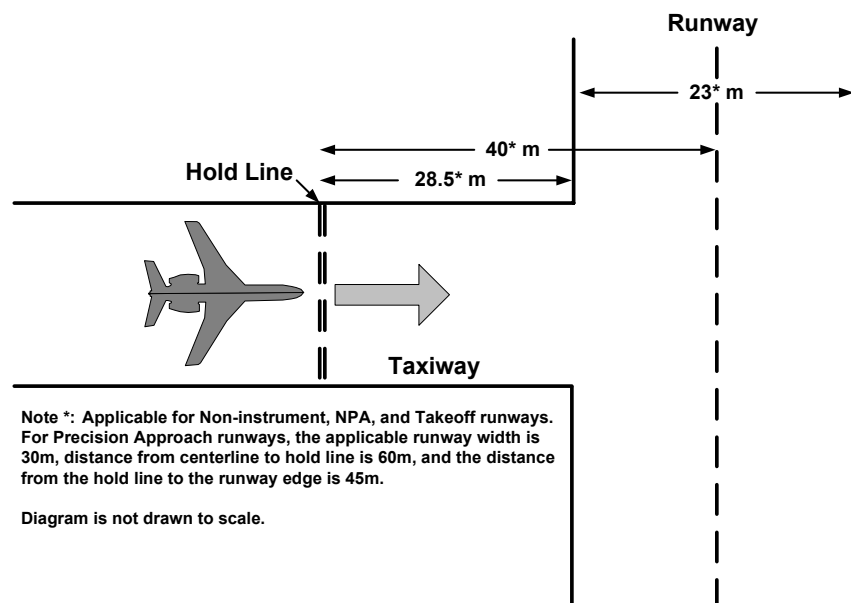 Runway
23* m
40* m
Hold Line
28.5* m
Taxiway
Note *: Applicable for Non-instrument, NPA, and Takeoff runways.
For Precision Approach runways, the applicable runway width is
30m, distance from centerline to hold line is 60m, and the distance
from the hold line to the runway edge is 45m.
Diagram is not drawn to scale.